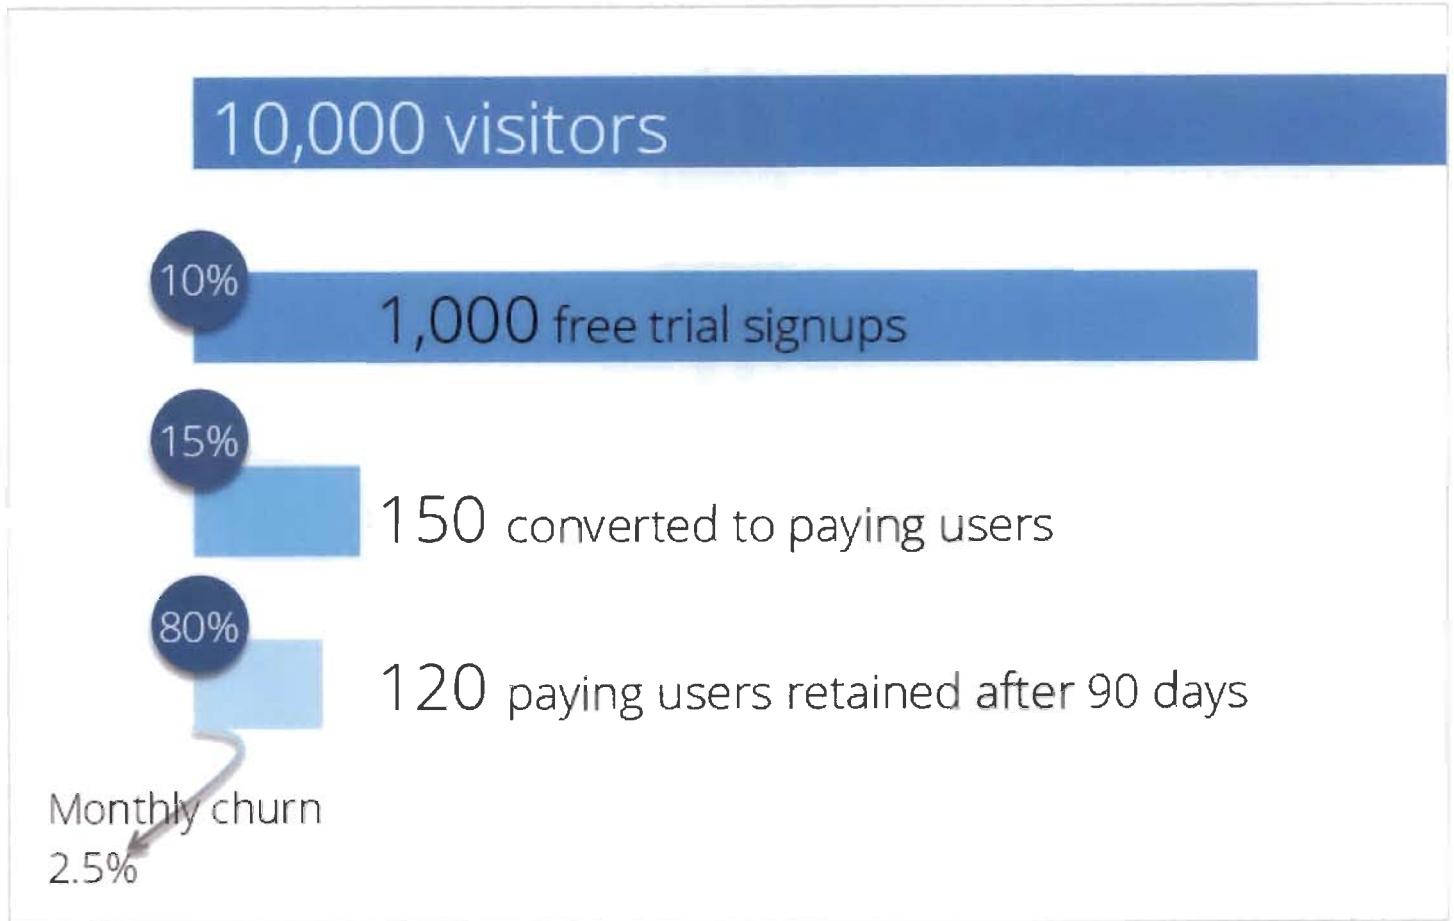 10,000 visitors
10%
1,000 free trial signups
15%
150 converted to paying users
80%
120 paying users retained after 90 days
Monthly churn
2.5%